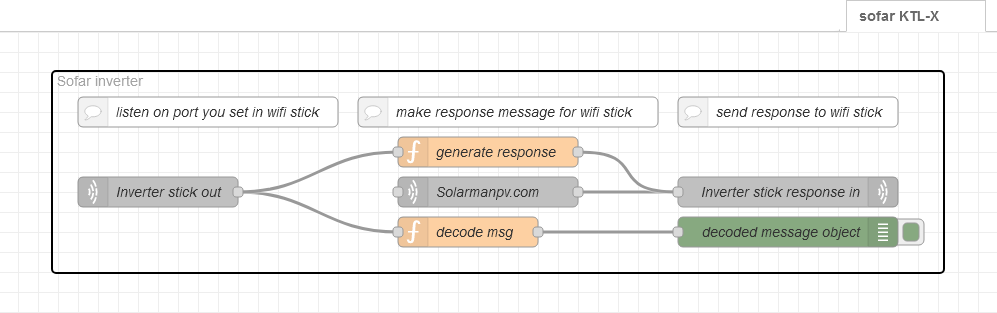 sofar KTL-X
Sofar inverter
listen on port you set in wifi stick
make response message for wifi stick
send response to wifi stick
generate response
Inverter stick out
Solarmanpv.com
Inverter stick response in
decode msg
decoded message object